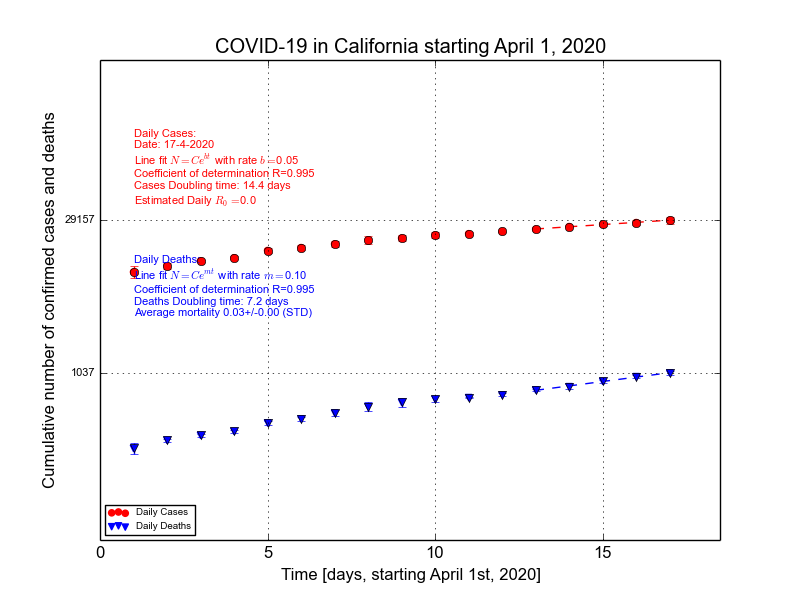 COVID-19 in California starting April 1, 2020
Cumulative number of confirmed cases and deaths
Daily Cases:
Date: 17-4-2020
Line fit N=Ce^{bt} with rate b=0.05
Coefficient of determination R=0.995
Cases Doubling time: 14.4 days
Estimated Daily R_0=0.0
29157
Daily Deaths:
Line fit N=Ce^{mt} with rate m=0.10
Coefficient of determination R=0.995
Deaths Doubling time: 7.2 days
Average mortality 0.03+/-0.00 (STD)
1037
Daily Cases
Daily Deaths
0 5 10 15
Time [days, starting April 1st, 2020]